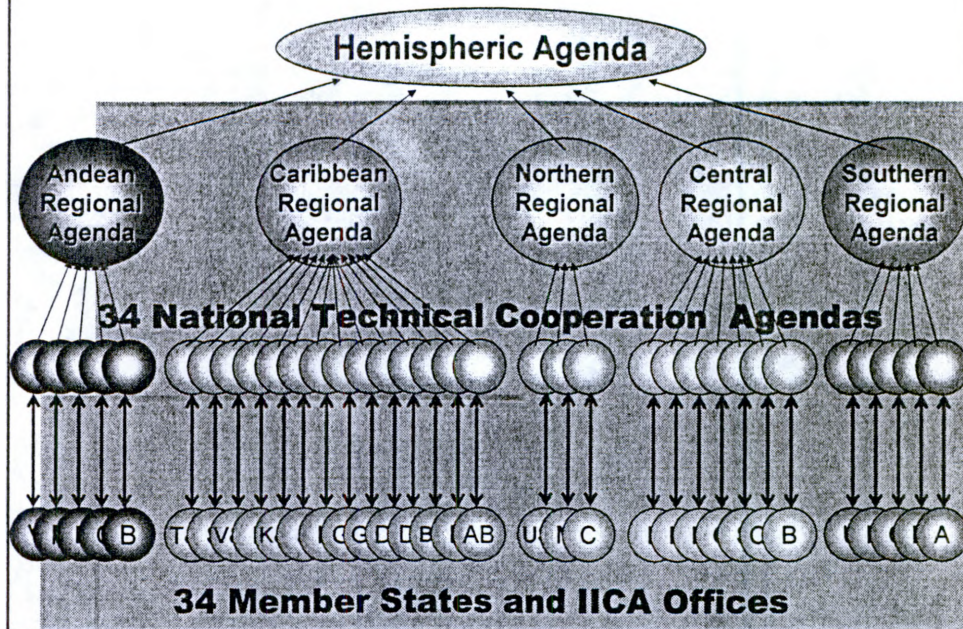 Hemispheric Agenda
Andean
Regional
Agenda
Caribbean
Regional
Agenda
Northern
Regional
Agenda
Central
Regional
Agenda
Southern
Regional
Agenda
34 National Technical Cooperation Agendas
B
AB
C
B
A
34 Member States and IICA Offices